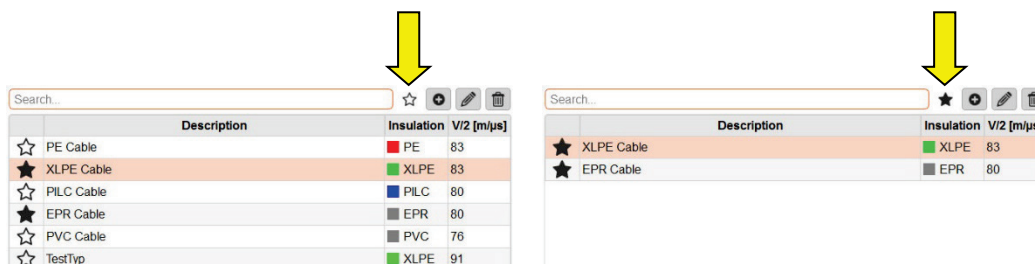 Search...
Description Insulation V/2 [m/µs]
PE Cable PE 83
XLPE Cable XLPE 83
PILC Cable PILC 80
EPR Cable EPR 80
PVC Cable PVC 76
TestTyp XLPE 91
Search...
Description Insulation V/2 [m/µs
XLPE Cable XLPE 83
EPR Cable EPR 80